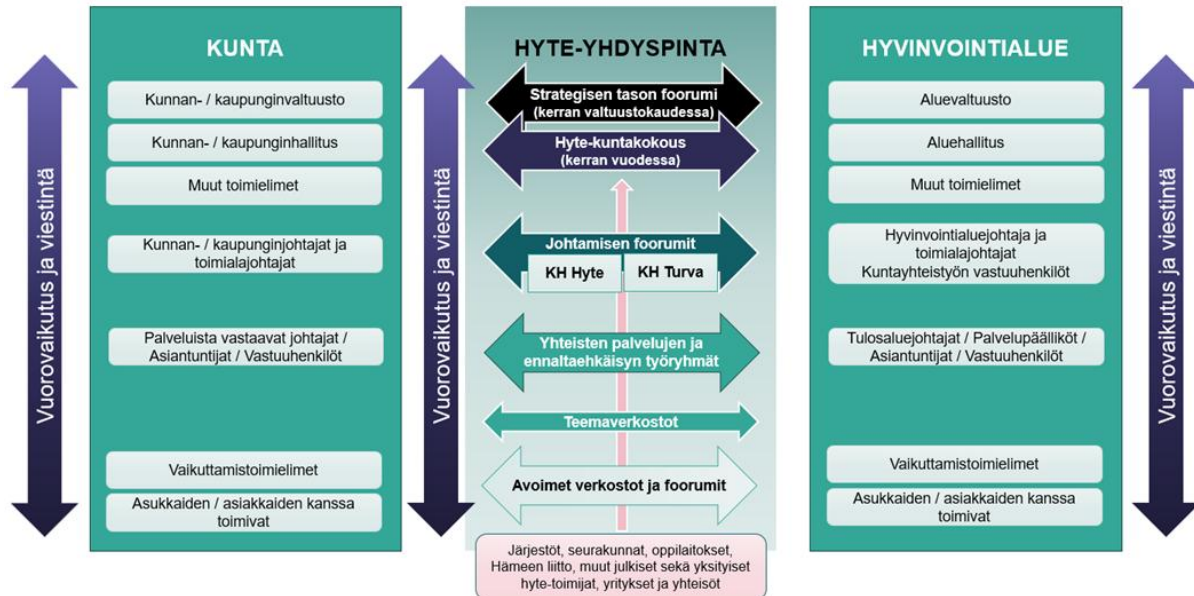 Vuorovaikutus ja viestintä
KUNTA
Kunnan- / kaupunginvaltuusto
Kunnan- / kaupunginhallitus
Muut toimielimet
Kunnan- / kaupunginjohtajat ja
toimialajohtajat
Palveluista vastaavat johtajat /
Asiantuntijat / Vastuuhenkilöt
Vaikuttamistoimielimet
Asukkaiden / asiakkaiden kanssa
toimivat
Vuorovaikutus ja viestintä
HYTE-YHDYSPINTA
Strategisen tason foorumi
(kerran valtuustokaudessa)
Hyte-kuntakokous
(kerran vuodessa)
Johtamisen foorumit
KH Hyte
KH Turva
Yhteisten palvelujen ja
ennaltaehkäisyn työryhmät
Teemaverkostot
Avoimet verkostot ja foorumit
Järjestöt, seurakunnat, oppilaitokset,
Hämeen liitto, muut julkiset sekä yksityiset
hyte-toimijat, yritykset ja yhteisöt
HYVINVOINTIALUE
Aluevaltuusto
Aluehallitus
Muut toimielimet
Hyvinvointialuejohtaja ja
toimialajohtajat
Kuntayhteistyön vastuuhenkilöt
Tulosaluejohtajat / Palvelupäälliköt /
Asiantuntijat / Vastuuhenkilöt
Vaikuttamistoimielimet
Asukkaiden / asiakkaiden kanssa
toimivat
Vuorovaikutus ja viestintä